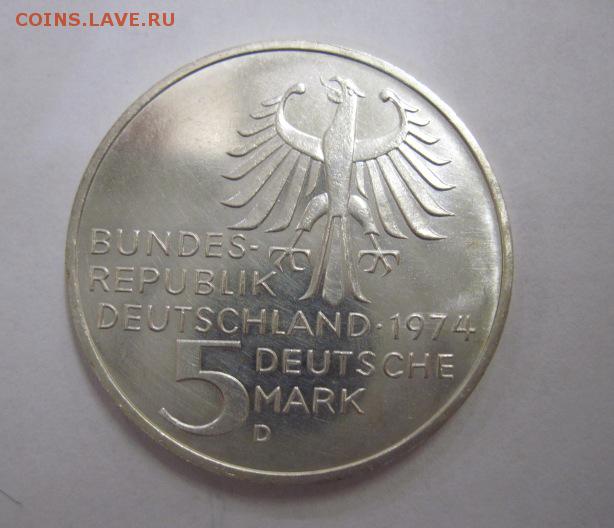 COINS.LAVE.RU
BUNDES-
REPUBLIK
DEUTSCHLAND · 1974
5 DEUTSCHE
MARK
D